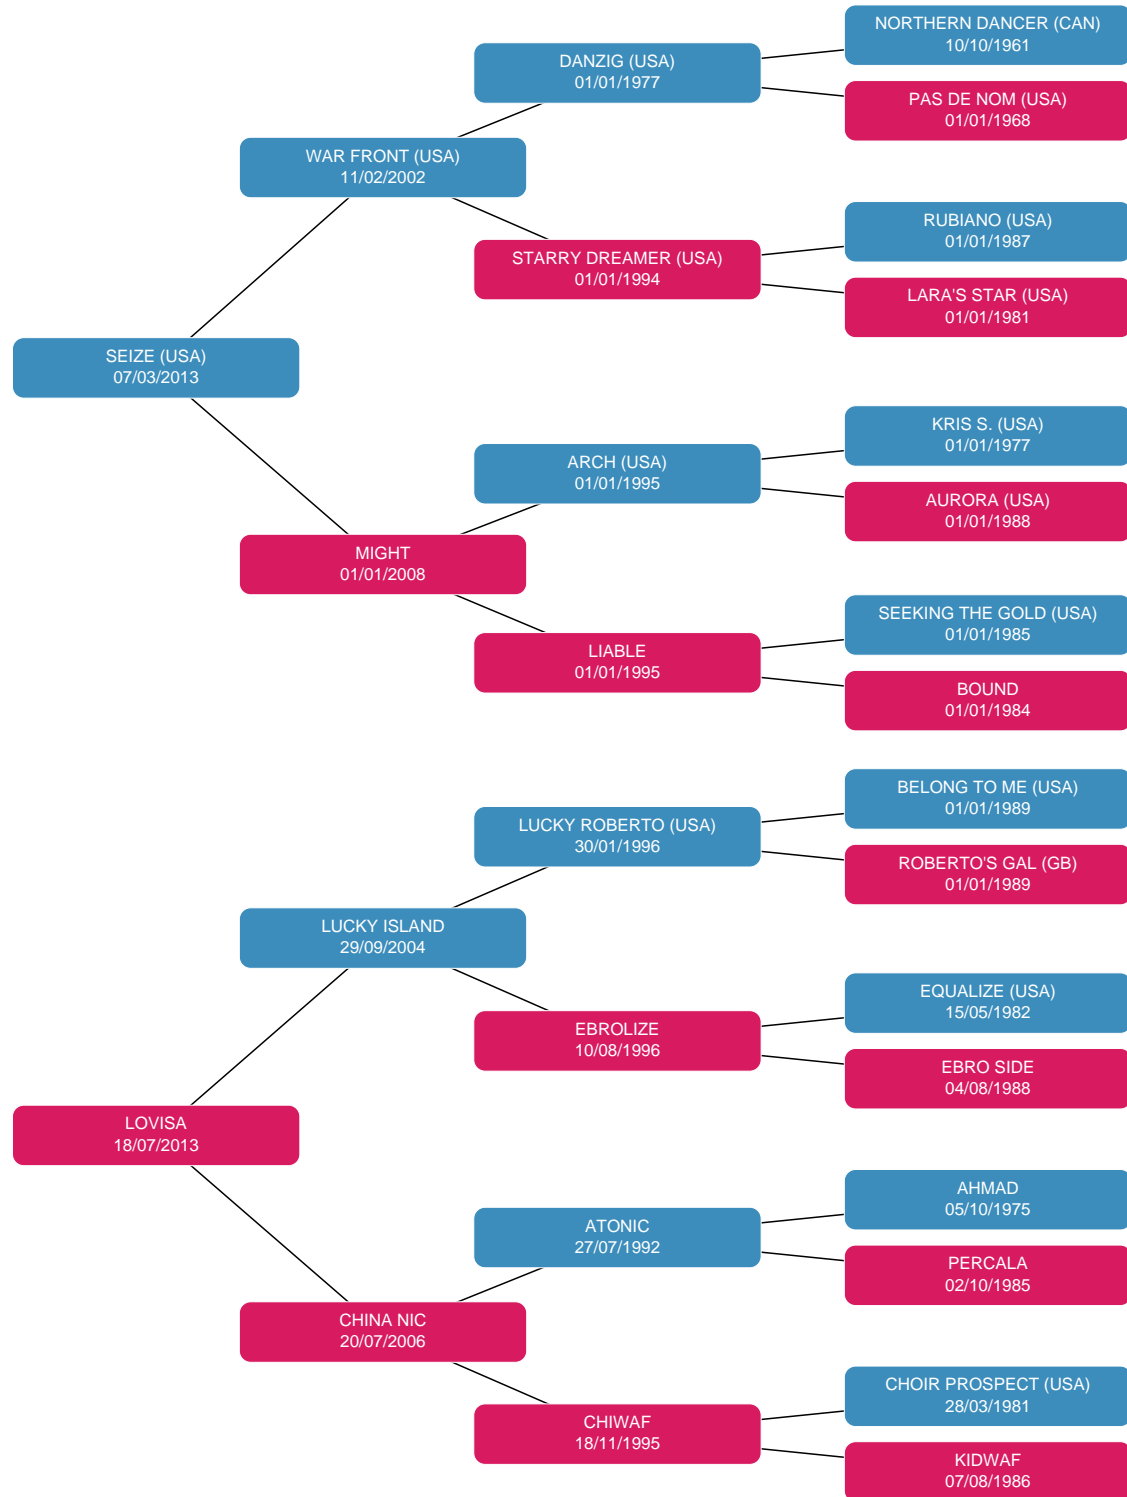 NORTHERN DANCER (CAN)
10/10/1961
DANZIG (USA)
01/01/1977
PAS DE NOM (USA)
01/01/1968
WAR FRONT (USA)
11/02/2002
RUBIANO (USA)
01/01/1987
STARRY DREAMER (USA)
01/01/1994
LARA'S STAR (USA)
01/01/1981
SEIZE (USA)
07/03/2013
KRIS S. (USA)
01/01/1977
ARCH (USA)
01/01/1995
AURORA (USA)
01/01/1988
MIGHT
01/01/2008
SEEKING THE GOLD (USA)
01/01/1985
LIABLE
01/01/1995
BOUND
01/01/1984
BELONG TO ME (USA)
01/01/1989
LUCKY ROBERTO (USA)
30/01/1996
ROBERTO'S GAL (GB)
01/01/1989
LUCKY ISLAND
29/09/2004
EQUALIZE (USA)
15/05/1982
EBROLIZE
10/08/1996
EBRO SIDE
04/08/1988
LOVISA
18/07/2013
AHMAD
05/10/1975
ATONIC
27/07/1992
PERCALA
02/10/1985
CHINA NIC
20/07/2006
CHOIR PROSPECT (USA)
28/03/1981
CHIWAF
18/11/1995
KIDWAF
07/08/1986